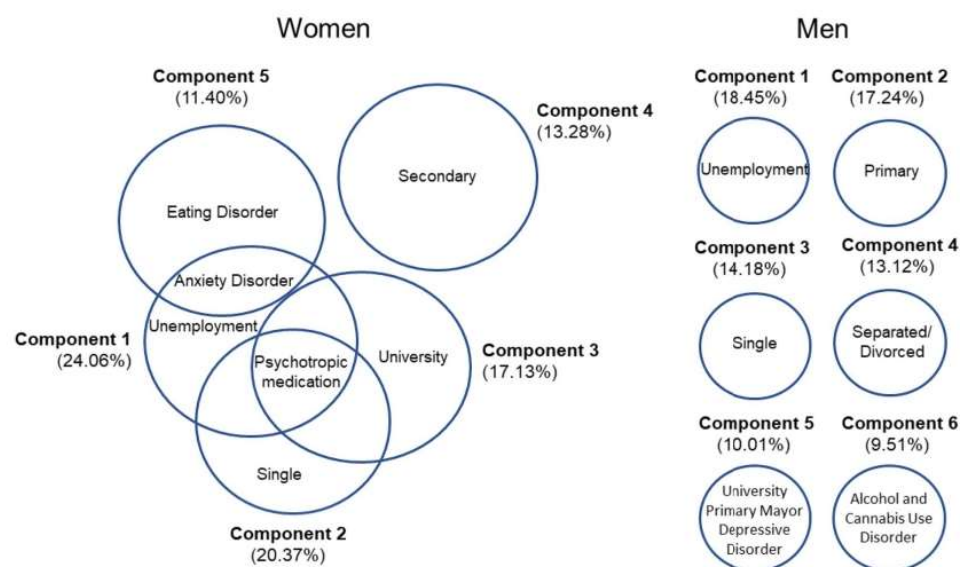 Women
Component 5
(11.40%)
Eating Disorder
Anxiety Disorder
Component 4
(13.28%)
Secondary
Component 1
(24.06%)
Unemployment
Psychotropic
medication
University
Component 3
(17.13%)
Single
Component 2
(20.37%)
Men
Component 1
(18.45%)
Unemployment
Component 2
(17.24%)
Primary
Component 3
(14.18%)
Single
Component 4
(13.12%)
Separated/
Divorced
Component 5
(10.01%)
University
Primary Mayor
Depressive
Disorder
Component 6
(9.51%)
Alcohol and
Cannabis Use
Disorder